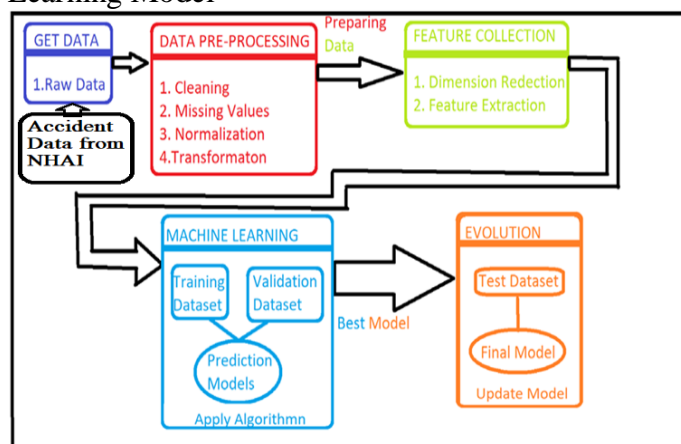 Learning Model
GET DATA
1.Raw Data
Accident
Data from
NHAI
DATA PRE-PROCESSING
1. Cleaning
2. Missing Values
3. Normalization
4.Transformaton
Preparing
Data
FEATURE COLLECTION
1. Dimension Redection
2. Feature Extraction
MACHINE LEARNING
Training
Dataset
Validation
Dataset
Prediction
Models
Apply Algorithmn
Best Model
EVOLUTION
Test Dataset
Final Model
Update Model